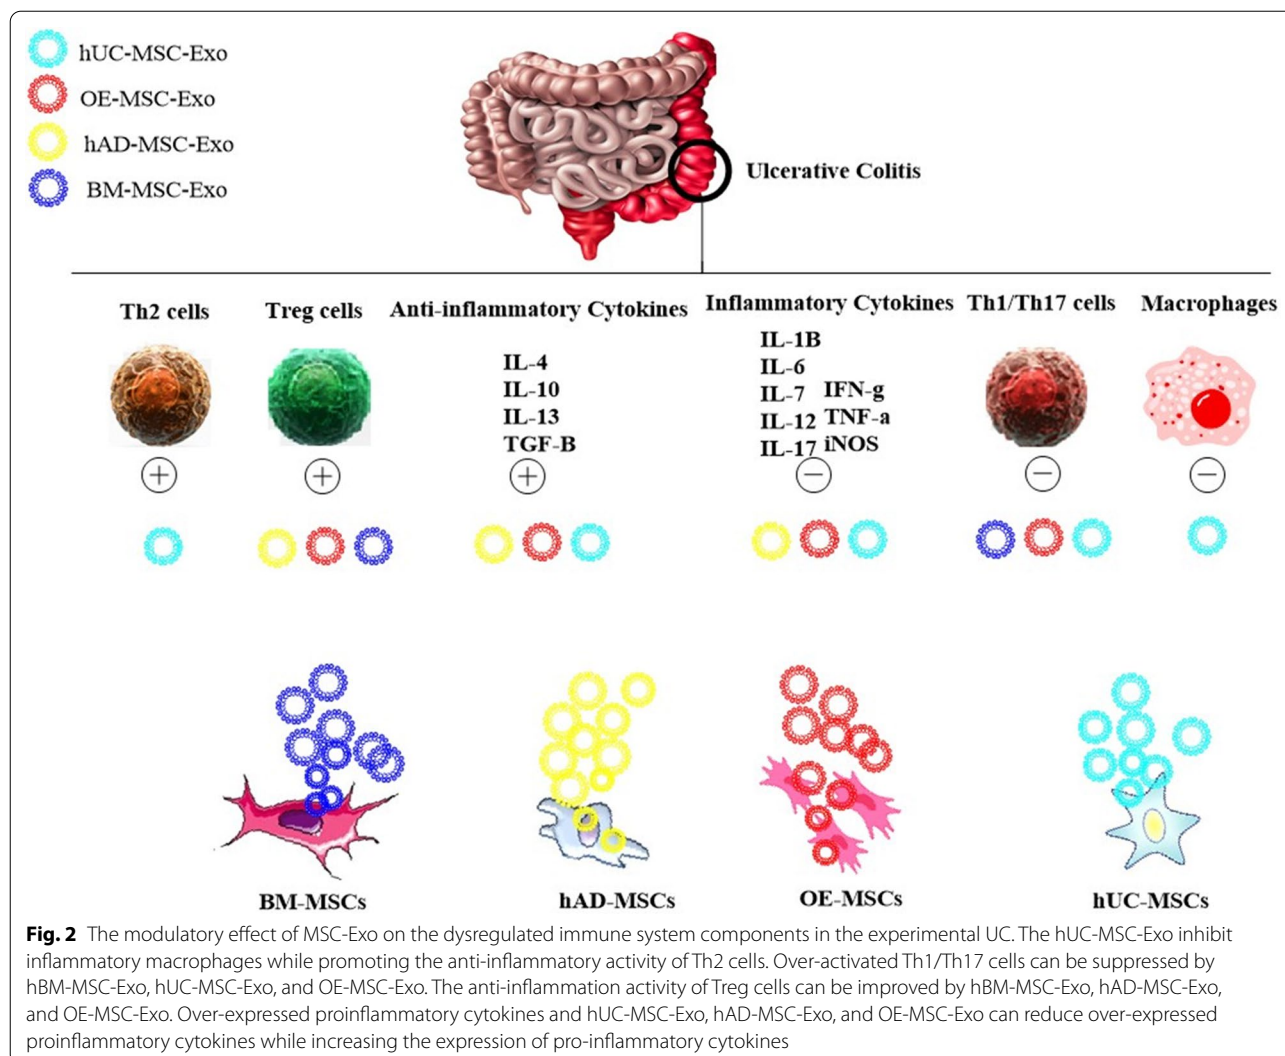 hUC-MSC-Exo
OE-MSC-Exo
hAD-MSC-Exo
BM-MSC-Exo
Ulcerative Colitis
Th2 cells
Treg cells
Anti-inflammatory Cytokines
Inflammatory Cytokines
Th1/Th17 cells
Macrophages
IL-4
IL-10
IL-13
TGF-B
IL-1B
IL-6
IL-7 IFN-g
IL-12 TNF-a
IL-17 iNOS
+
+
+
−
−
−
BM-MSCs
hAD-MSCs
OE-MSCs
hUC-MSCs
Fig. 2 The modulatory effect of MSC-Exo on the dysregulated immune system components in the experimental UC. The hUC-MSC-Exo inhibit
inflammatory macrophages while promoting the anti-inflammatory activity of Th2 cells. Over-activated Th1/Th17 cells can be suppressed by
hBM-MSC-Exo, hUC-MSC-Exo, and OE-MSC-Exo. The anti-inflammation activity of Treg cells can be improved by hBM-MSC-Exo, hAD-MSC-Exo,
and OE-MSC-Exo. Over-expressed proinflammatory cytokines and hUC-MSC-Exo, hAD-MSC-Exo, and OE-MSC-Exo can reduce over-expressed
proinflammatory cytokines while increasing the expression of pro-inflammatory cytokines